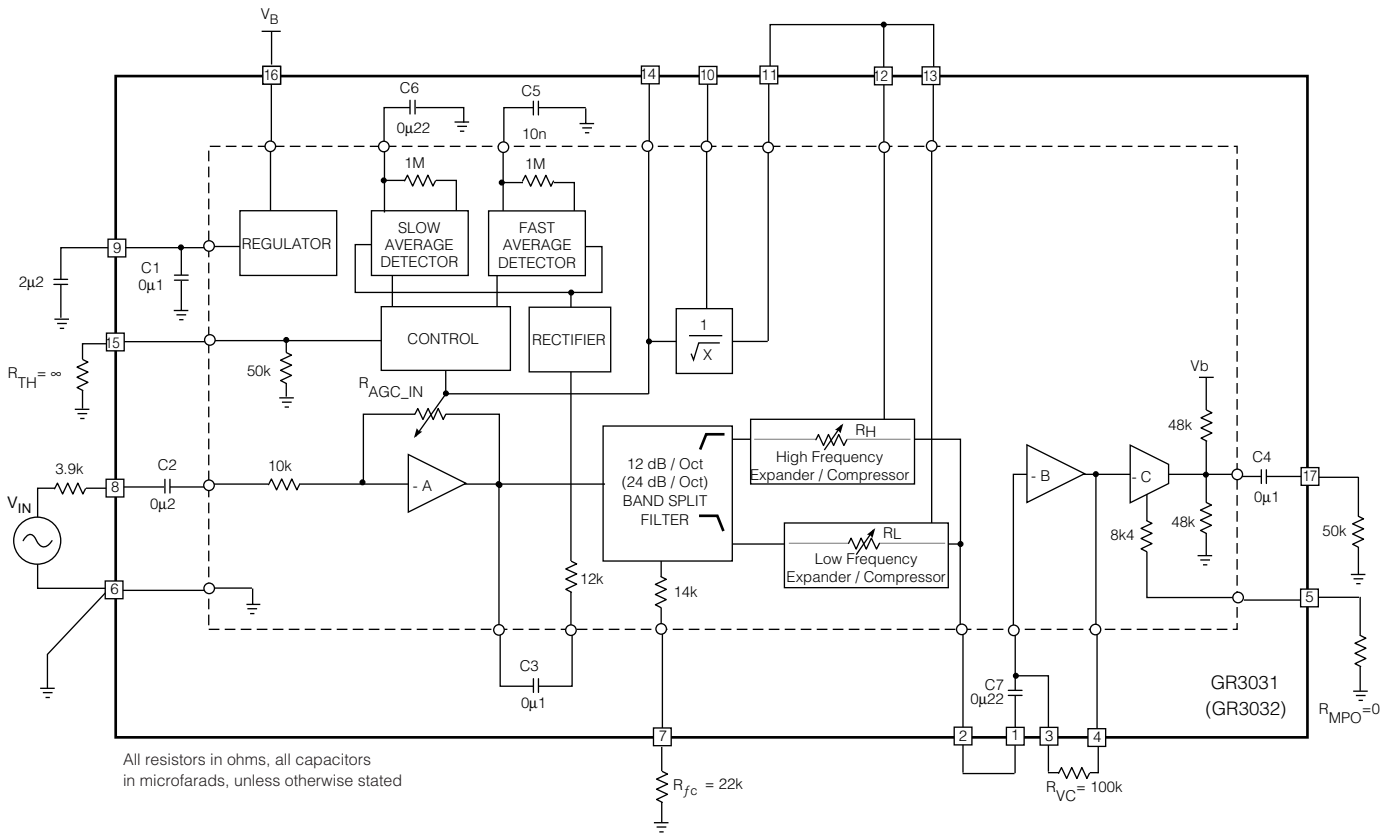 V_B
16
14
10
11
12
13
C6
0µ22
C5
10n
1M
1M
REGULATOR
SLOW
AVERAGE
DETECTOR
FAST
AVERAGE
DETECTOR
9
2µ2
C1
0µ1
CONTROL
RECTIFIER
1
√X
15
R_TH = ∞
50k
R_AGC_IN
Vb
48k
3.9k
C2
0µ2
8
10k
- A
12 dB / Oct
(24 dB / Oct)
BAND SPLIT
FILTER
R_H
High Frequency
Expander / Compressor
R_L
Low Frequency
Expander / Compressor
- B
- C
C4
0µ1
17
50k
V_IN
48k
8k4
6
12k
14k
5
C3
0µ1
C7
0µ22
GR3031
(GR3032)
R_MPO=0
7
2
1
3
4
All resistors in ohms, all capacitors
in microfarads, unless otherwise stated
R_ƒc = 22k
R_VC = 100k